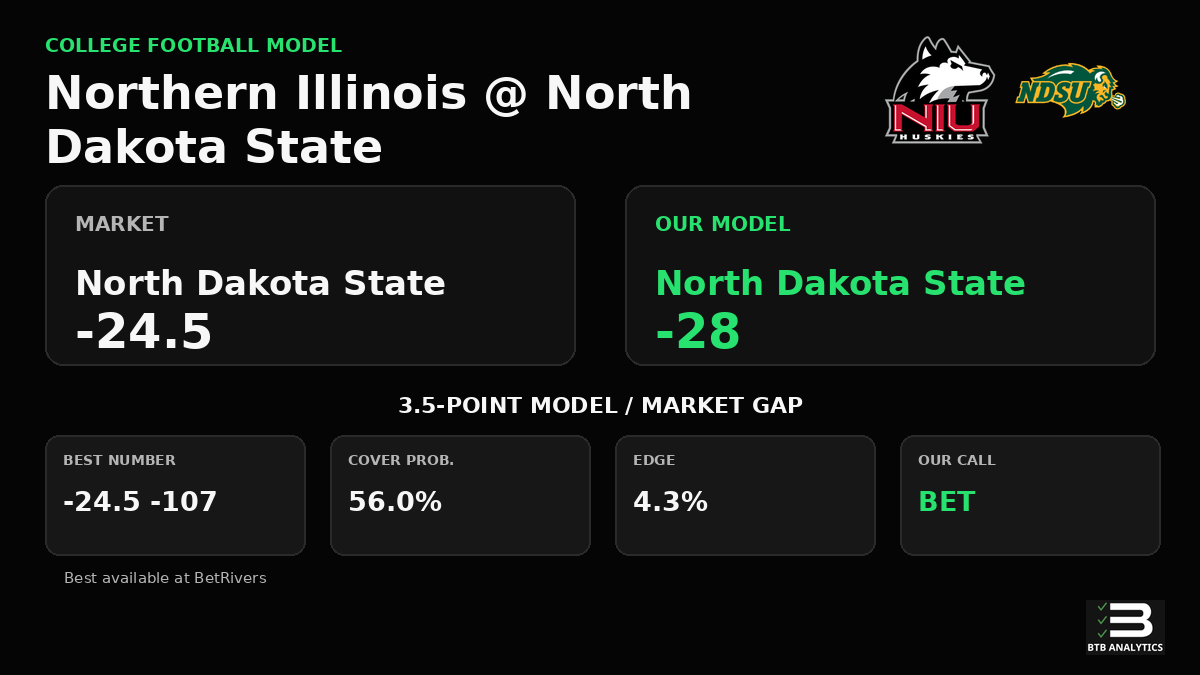 COLLEGE FOOTBALL MODEL
Northern Illinois @ North
Dakota State
NIU
HUSKIES
NDSU
MARKET
North Dakota State
-24.5
OUR MODEL
North Dakota State
-28
3.5-POINT MODEL / MARKET GAP
BEST NUMBER
-24.5 -107
COVER PROB.
56.0%
EDGE
4.3%
OUR CALL
BET
Best available at BetRivers
B
BTB ANALYTICS